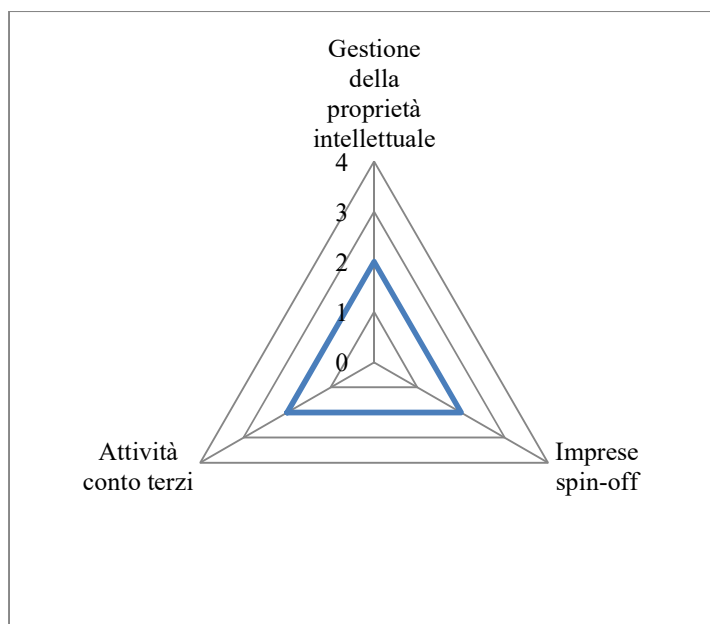 Gestione
della
proprietà
intellettuale
4
3
2
1
0
Attività
conto terzi
Imprese
spin-off